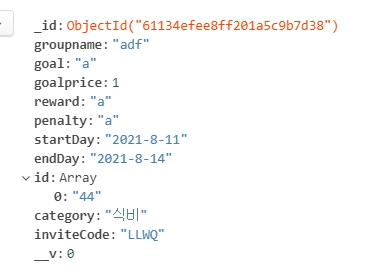 _id: ObjectId("61134efee8ff201a5c9b7d38")
groupname: "adf"
goal: "a"
goalprice: 1
reward: "a"
penalty: "a"
startDay: "2021-8-11"
endDay: "2021-8-14"
id: Array
0: "44"
category: "식비"
inviteCode: "LLWQ"
__v: 0